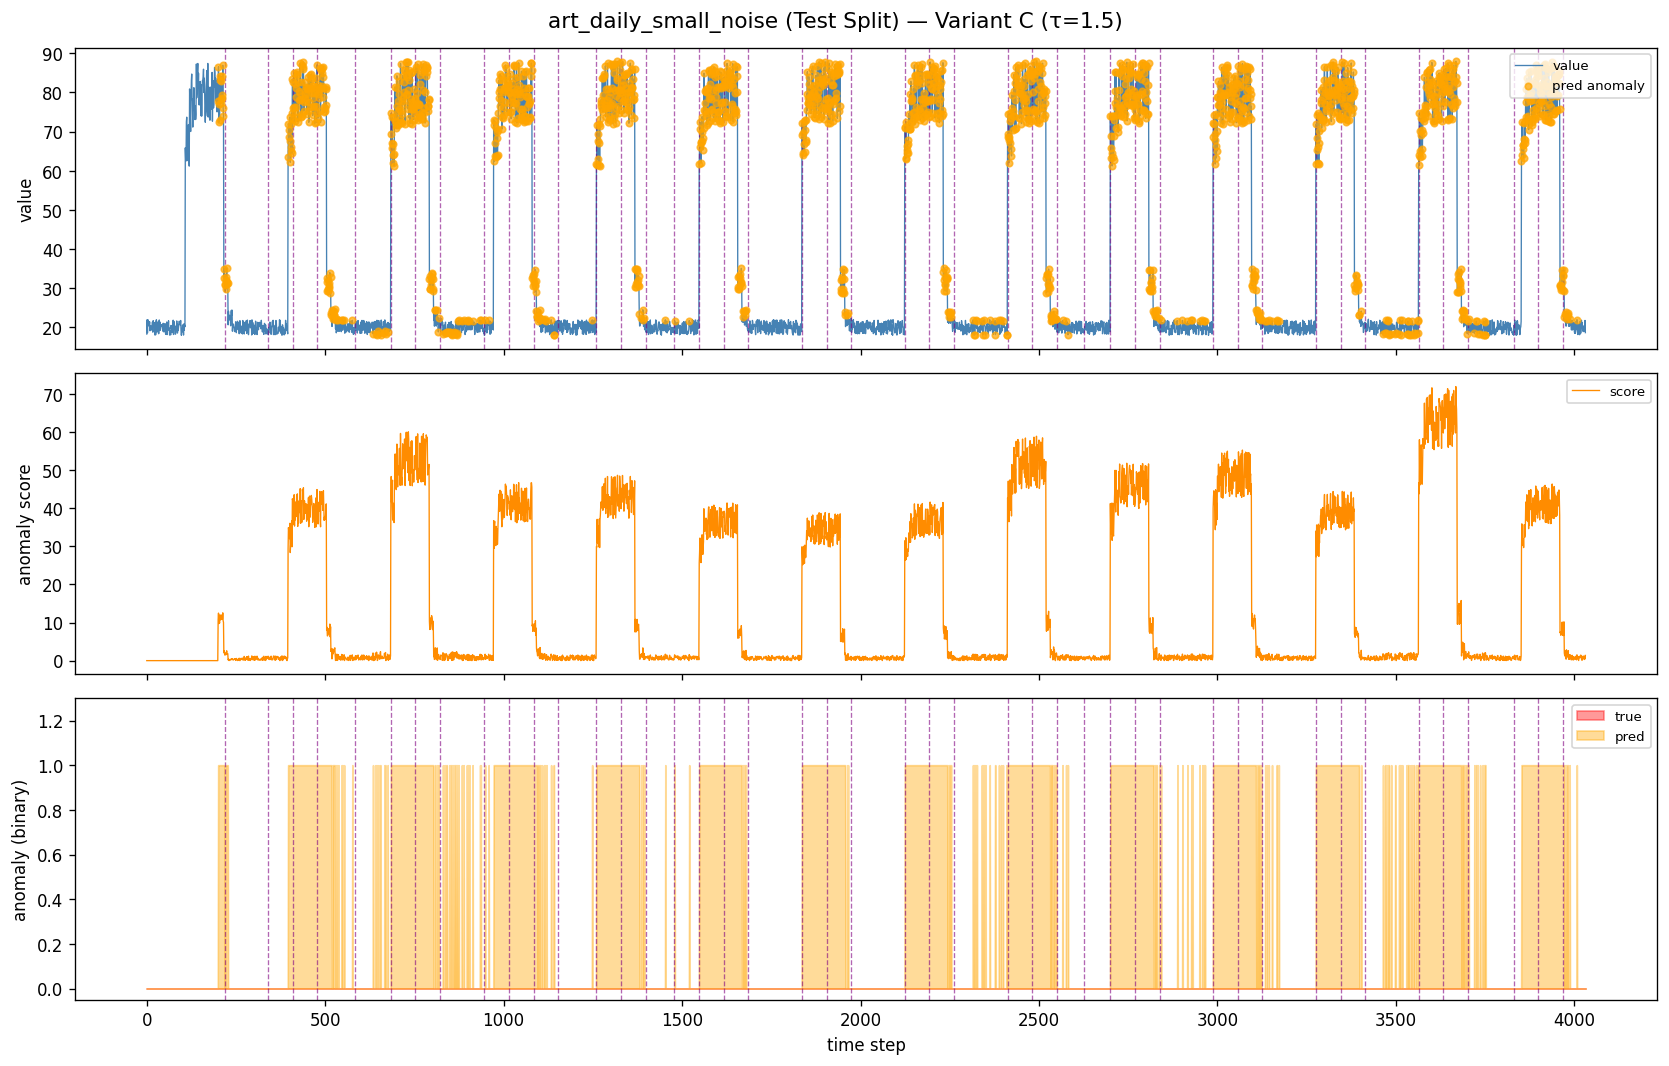 art_daily_small_noise (Test Split) — Variant C (τ=1.5)
90
80
70
60
50
40
30
20
value
value
pred anomaly
70
60
50
40
30
20
10
0
anomaly score
score
1.2
1.0
0.8
0.6
0.4
0.2
0.0
anomaly (binary)
true
pred
0 500 1000 1500 2000 2500 3000 3500 4000
time step